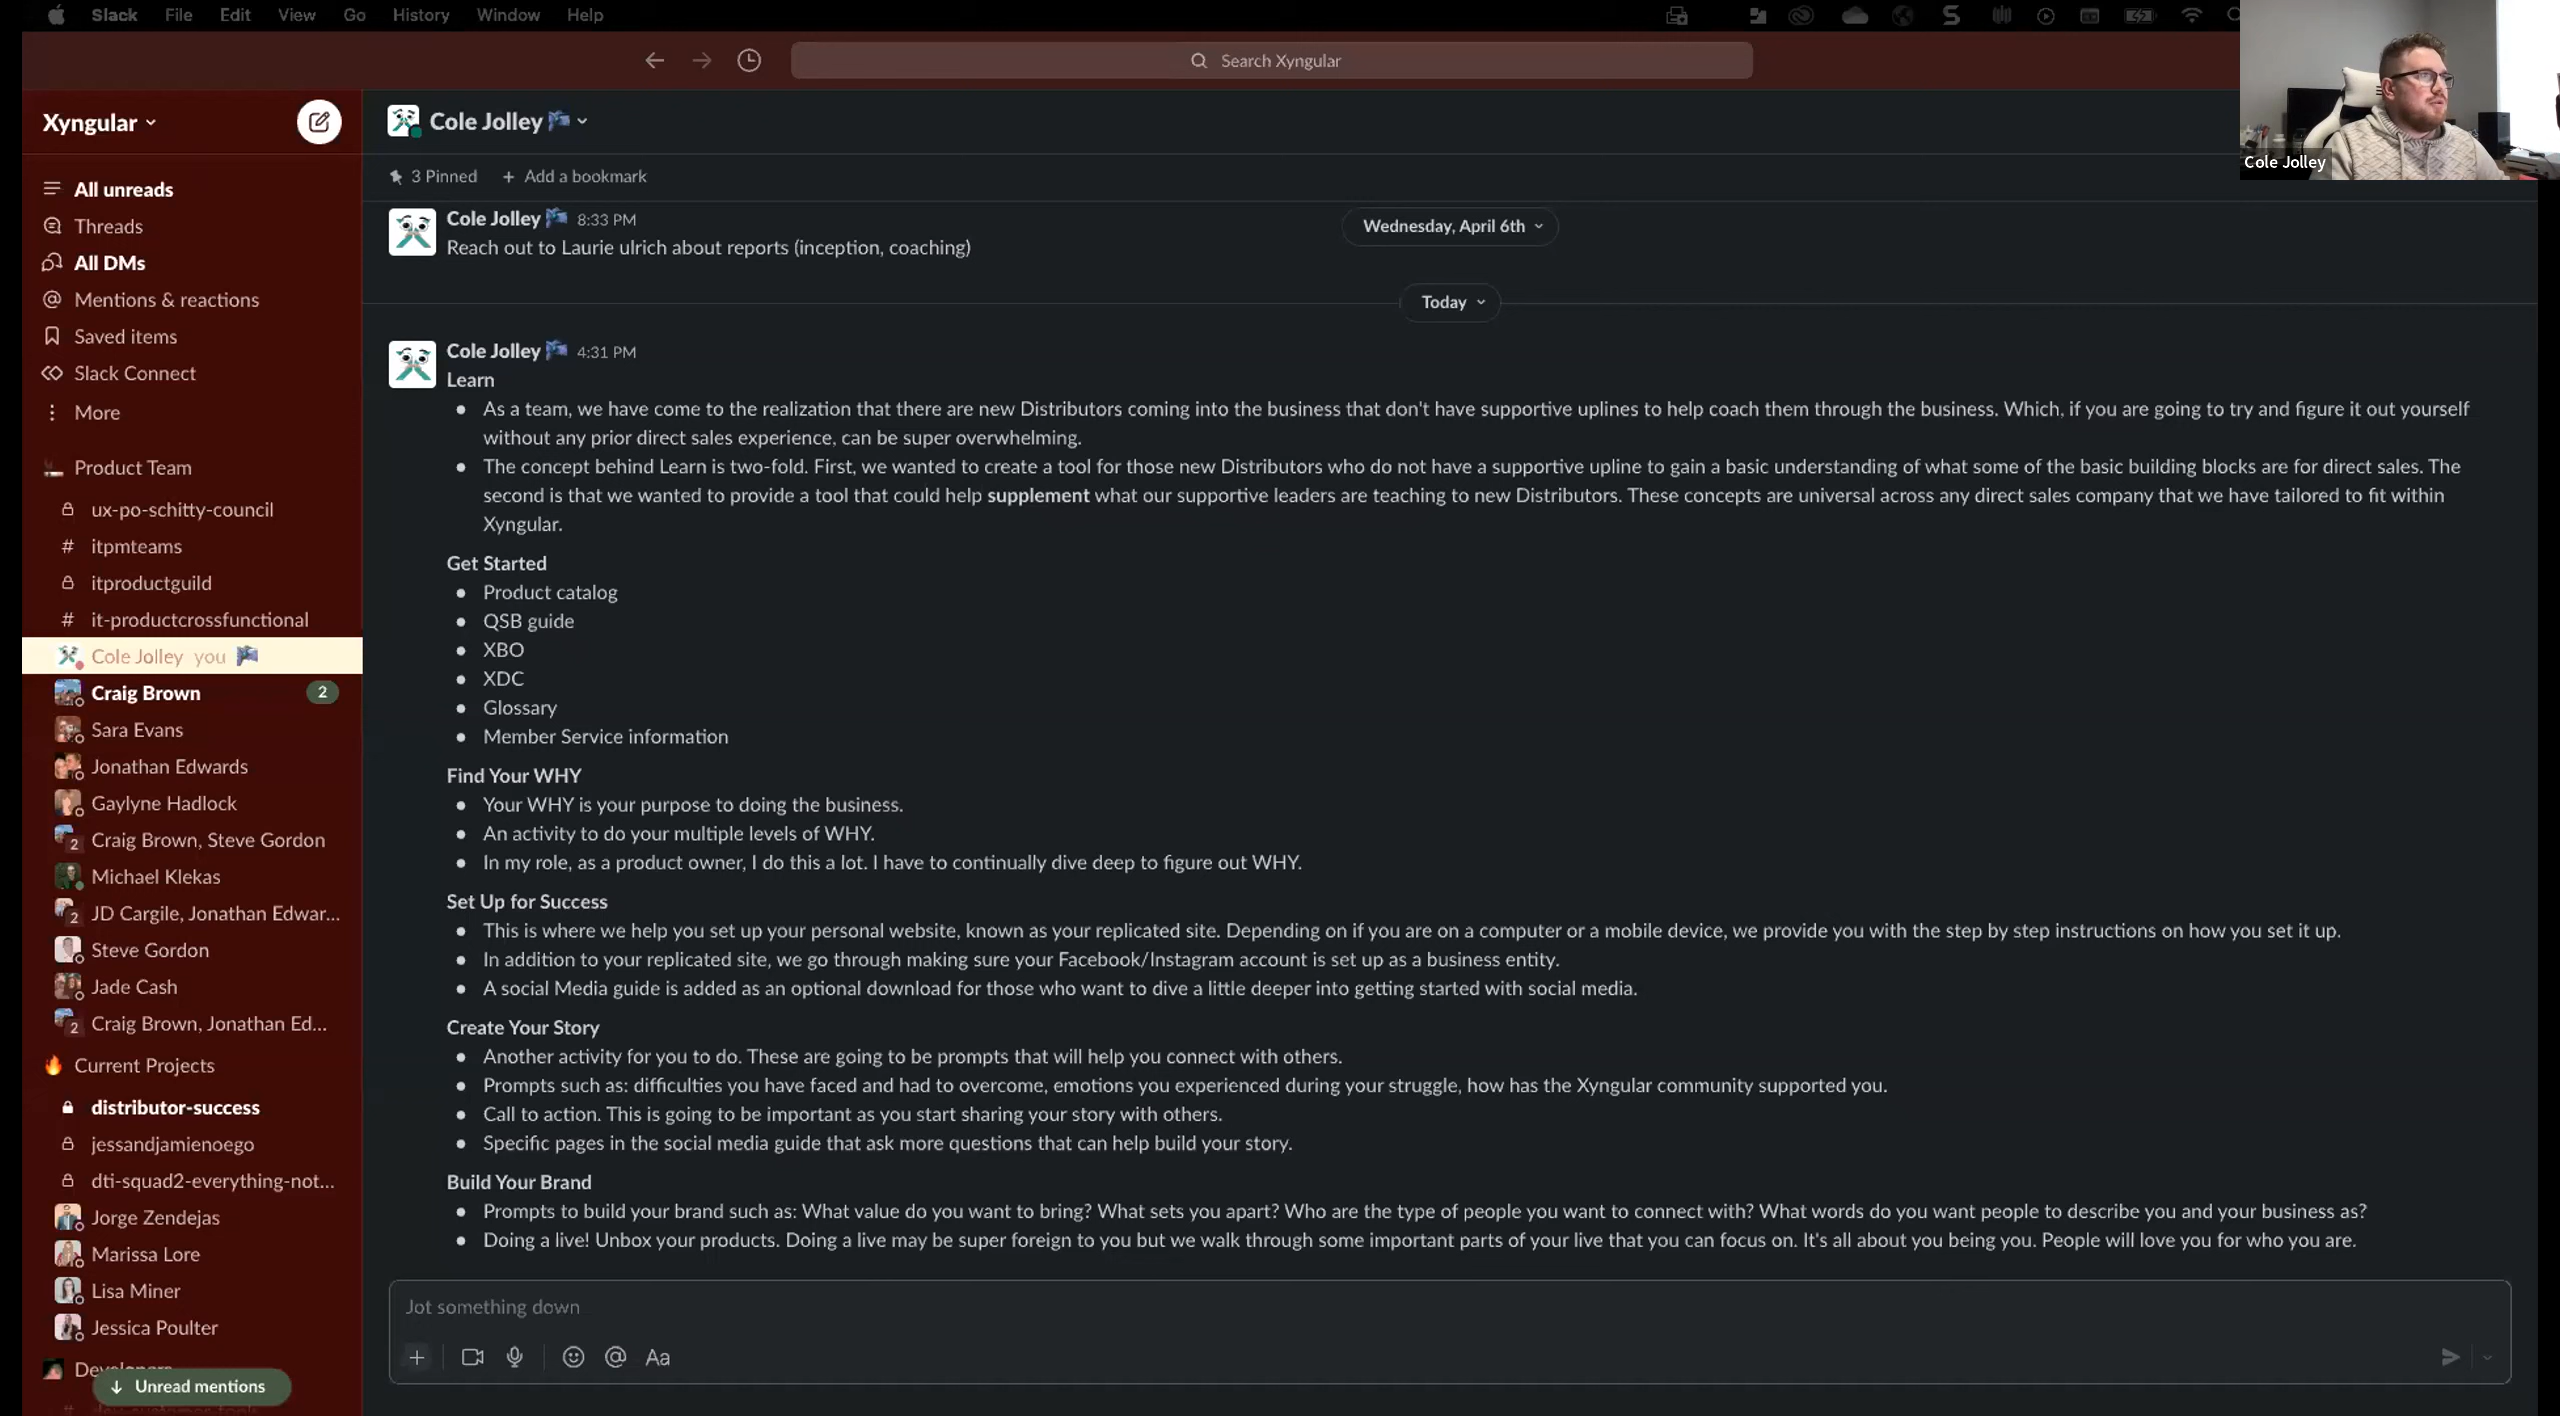 Slack File Edit View Go History Window Help
Search Xyngular
Cole Jolley
Xyngular
All unreads
Threads
All DMs
Mentions & reactions
Saved items
Slack Connect
More
Product Team
ux-po-schitty-council
itpmteams
itproductguild
it-productcrossfunctional
Cole Jolley you
Craig Brown 2
Sara Evans
Jonathan Edwards
Gaylyne Hadlock
2 Craig Brown, Steve Gordon
Michael Klekas
2 JD Cargile, Jonathan Edwar...
Steve Gordon
Jade Cash
2 Craig Brown, Jonathan Ed...
Current Projects
distributor-success
jessandjamienoego
dti-squad2-everything-not...
Jorge Zendejas
Marissa Lore
Lisa Miner
Jessica Poulter
Unread mentions
Cole Jolley
3 Pinned + Add a bookmark
Cole Jolley 8:33 PM
Wednesday, April 6th
Reach out to Laurie ulrich about reports (inception, coaching)
Today
Cole Jolley 4:31 PM
Learn
• As a team, we have come to the realization that there are new Distributors coming into the business that don't have supportive uplines to help coach them through the business. Which, if you are going to try and figure it out yourself
without any prior direct sales experience, can be super overwhelming.
• The concept behind Learn is two-fold. First, we wanted to create a tool for those new Distributors who do not have a supportive upline to gain a basic understanding of what some of the basic building blocks are for direct sales. The
second is that we wanted to provide a tool that could help supplement what our supportive leaders are teaching to new Distributors. These concepts are universal across any direct sales company that we have tailored to fit within
Xyngular.
Get Started
• Product catalog
• QSB guide
• XBO
• XDC
• Glossary
• Member Service information
Find Your WHY
• Your WHY is your purpose to doing the business.
• An activity to do your multiple levels of WHY.
• In my role, as a product owner, I do this a lot. I have to continually dive deep to figure out WHY.
Set Up for Success
• This is where we help you set up your personal website, known as your replicated site. Depending on if you are on a computer or a mobile device, we provide you with the step by step instructions on how you set it up.
• In addition to your replicated site, we go through making sure your Facebook/Instagram account is set up as a business entity.
• A social Media guide is added as an optional download for those who want to dive a little deeper into getting started with social media.
Create Your Story
• Another activity for you to do. These are going to be prompts that will help you connect with others.
• Prompts such as: difficulties you have faced and had to overcome, emotions you experienced during your struggle, how has the Xyngular community supported you.
• Call to action. This is going to be important as you start sharing your story with others.
• Specific pages in the social media guide that ask more questions that can help build your story.
Build Your Brand
• Prompts to build your brand such as: What value do you want to bring? What sets you apart? Who are the type of people you want to connect with? What words do you want people to describe you and your business as?
• Doing a live! Unbox your products. Doing a live may be super foreign to you but we walk through some important parts of your live that you can focus on. It's all about you being you. People will love you for who you are.
Jot something down
Aa